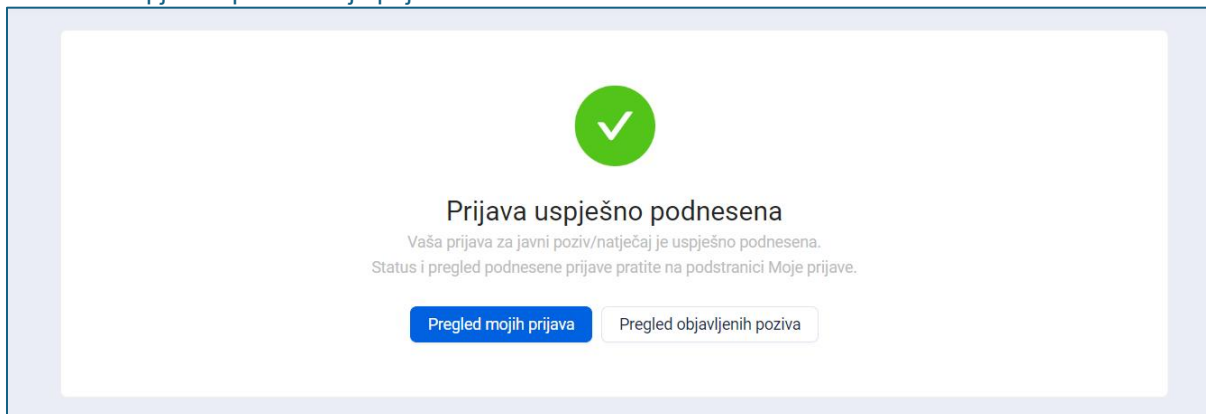 Prijava uspješno podnesena
Vaša prijava za javni poziv/natječaj je uspješno podnesena.
Status i pregled podnesene prijave pratite na podstranici Moje prijave.
Pregled mojih prijava Pregled objavljenih poziva